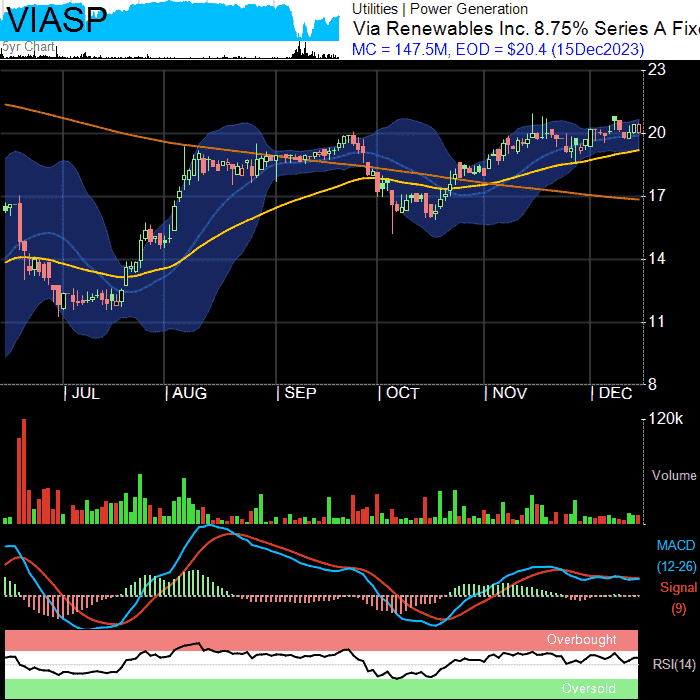 VIASP
5yr Chart
Utilities | Power Generation
Via Renewables Inc. 8.75% Series A Fixe
MC = 147.5M, EOD = $20.4 (15Dec2023)
23
20
17
14
11
8
JUL
AUG
SEP
OCT
NOV
DEC
120k
Volume
MACD
(12-26)
Signal
(9)
Overbought
RSI(14)
Oversold